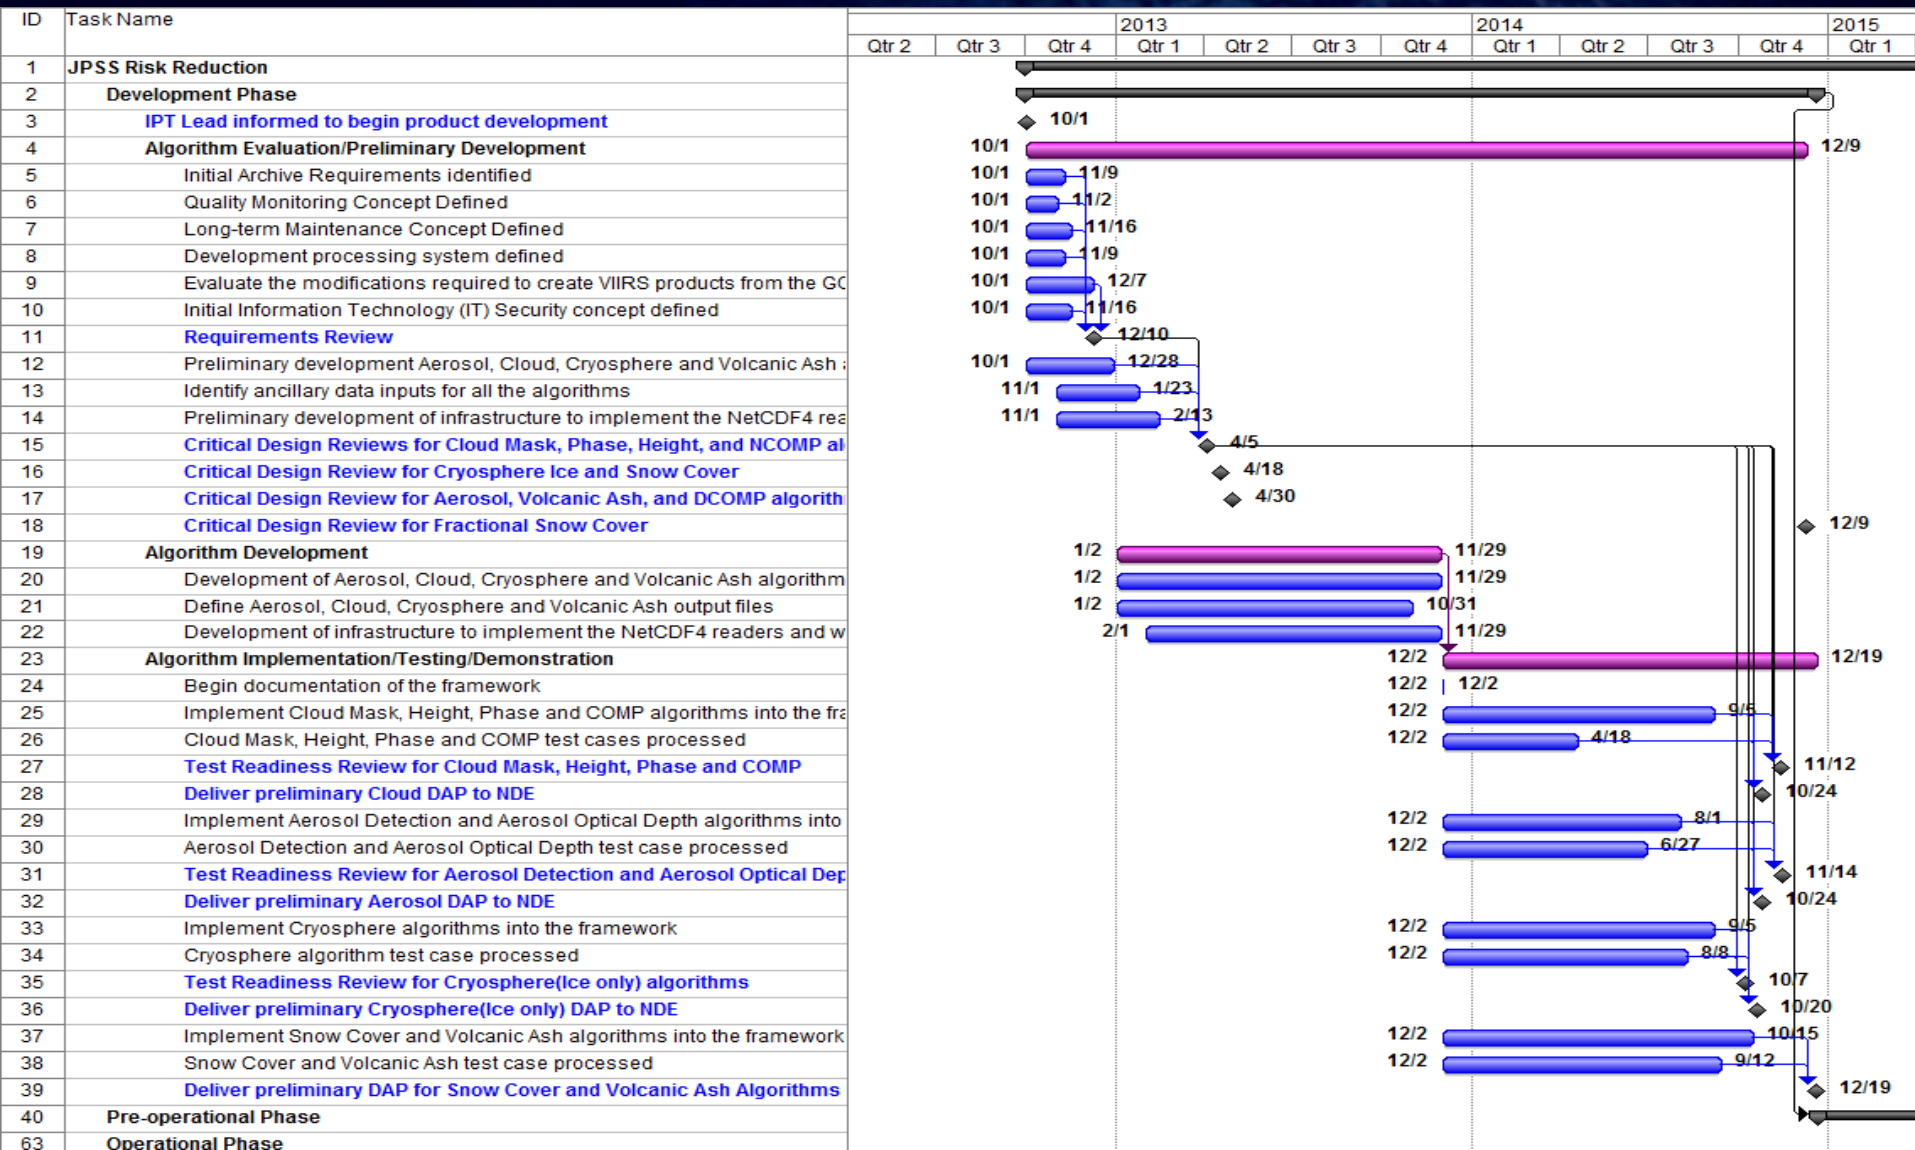 ID Task Name 2013 2014 2015
Qtr 2 Qtr 3 Qtr 4 Qtr 1 Qtr 2 Qtr 3 Qtr 4 Qtr 1 Qtr 2 Qtr 3 Qtr 4 Qtr 1
1 JPSS Risk Reduction
2 Development Phase
3 IPT Lead informed to begin product development 10/1
4 Algorithm Evaluation/Preliminary Development 10/1 12/9
5 Initial Archive Requirements identified 10/1 11/9
6 Quality Monitoring Concept Defined 10/1 11/2
7 Long-term Maintenance Concept Defined 10/1 11/16
8 Development processing system defined 10/1 11/9
9 Evaluate the modifications required to create VIIRS products from the GO 10/1 12/7
10 Initial Information Technology (IT) Security concept defined 10/1 11/16
11 Requirements Review 12/10
12 Preliminary development Aerosol, Cloud, Cryosphere and Volcanic Ash 10/1 12/28
13 Identify ancillary data inputs for all the algorithms 11/1 1/23
14 Preliminary development of infrastructure to implement the NetCDF4 rea 11/1 2/13
15 Critical Design Reviews for Cloud Mask, Phase, Height, and NCOMP al 4/5
16 Critical Design Review for Cryosphere Ice and Snow Cover 4/18
17 Critical Design Review for Aerosol, Volcanic Ash, and DCOMP algorith 4/30
18 Critical Design Review for Fractional Snow Cover 12/9
19 Algorithm Development 1/2 11/29
20 Development of Aerosol, Cloud, Cryosphere and Volcanic Ash algorithm 1/2 11/29
21 Define Aerosol, Cloud, Cryosphere and Volcanic Ash output files 1/2 10/31
22 Development of infrastructure to implement the NetCDF4 readers and w 2/1 11/29
23 Algorithm Implementation/Testing/Demonstration 12/2 12/19
24 Begin documentation of the framework 12/2 12/2
25 Implement Cloud Mask, Height, Phase and COMP algorithms into the fra 12/2 9/5
26 Cloud Mask, Height, Phase and COMP test cases processed 12/2 4/18
27 Test Readiness Review for Cloud Mask, Height, Phase and COMP 11/12
28 Deliver preliminary Cloud DAP to NDE 10/24
29 Implement Aerosol Detection and Aerosol Optical Depth algorithms into 12/2 8/1
30 Aerosol Detection and Aerosol Optical Depth test case processed 12/2 6/27
31 Test Readiness Review for Aerosol Detection and Aerosol Optical Dep 11/14
32 Deliver preliminary Aerosol DAP to NDE 10/24
33 Implement Cryosphere algorithms into the framework 12/2 9/5
34 Cryosphere algorithm test case processed 12/2 8/8
35 Test Readiness Review for Cryosphere(Ice only) algorithms 10/7
36 Deliver preliminary Cryosphere(Ice only) DAP to NDE 10/20
37 Implement Snow Cover and Volcanic Ash algorithms into the framework 12/2 10/15
38 Snow Cover and Volcanic Ash test case processed 12/2 9/12
39 Deliver preliminary DAP for Snow Cover and Volcanic Ash Algorithms 12/19
40 Pre-operational Phase
63 Operational Phase